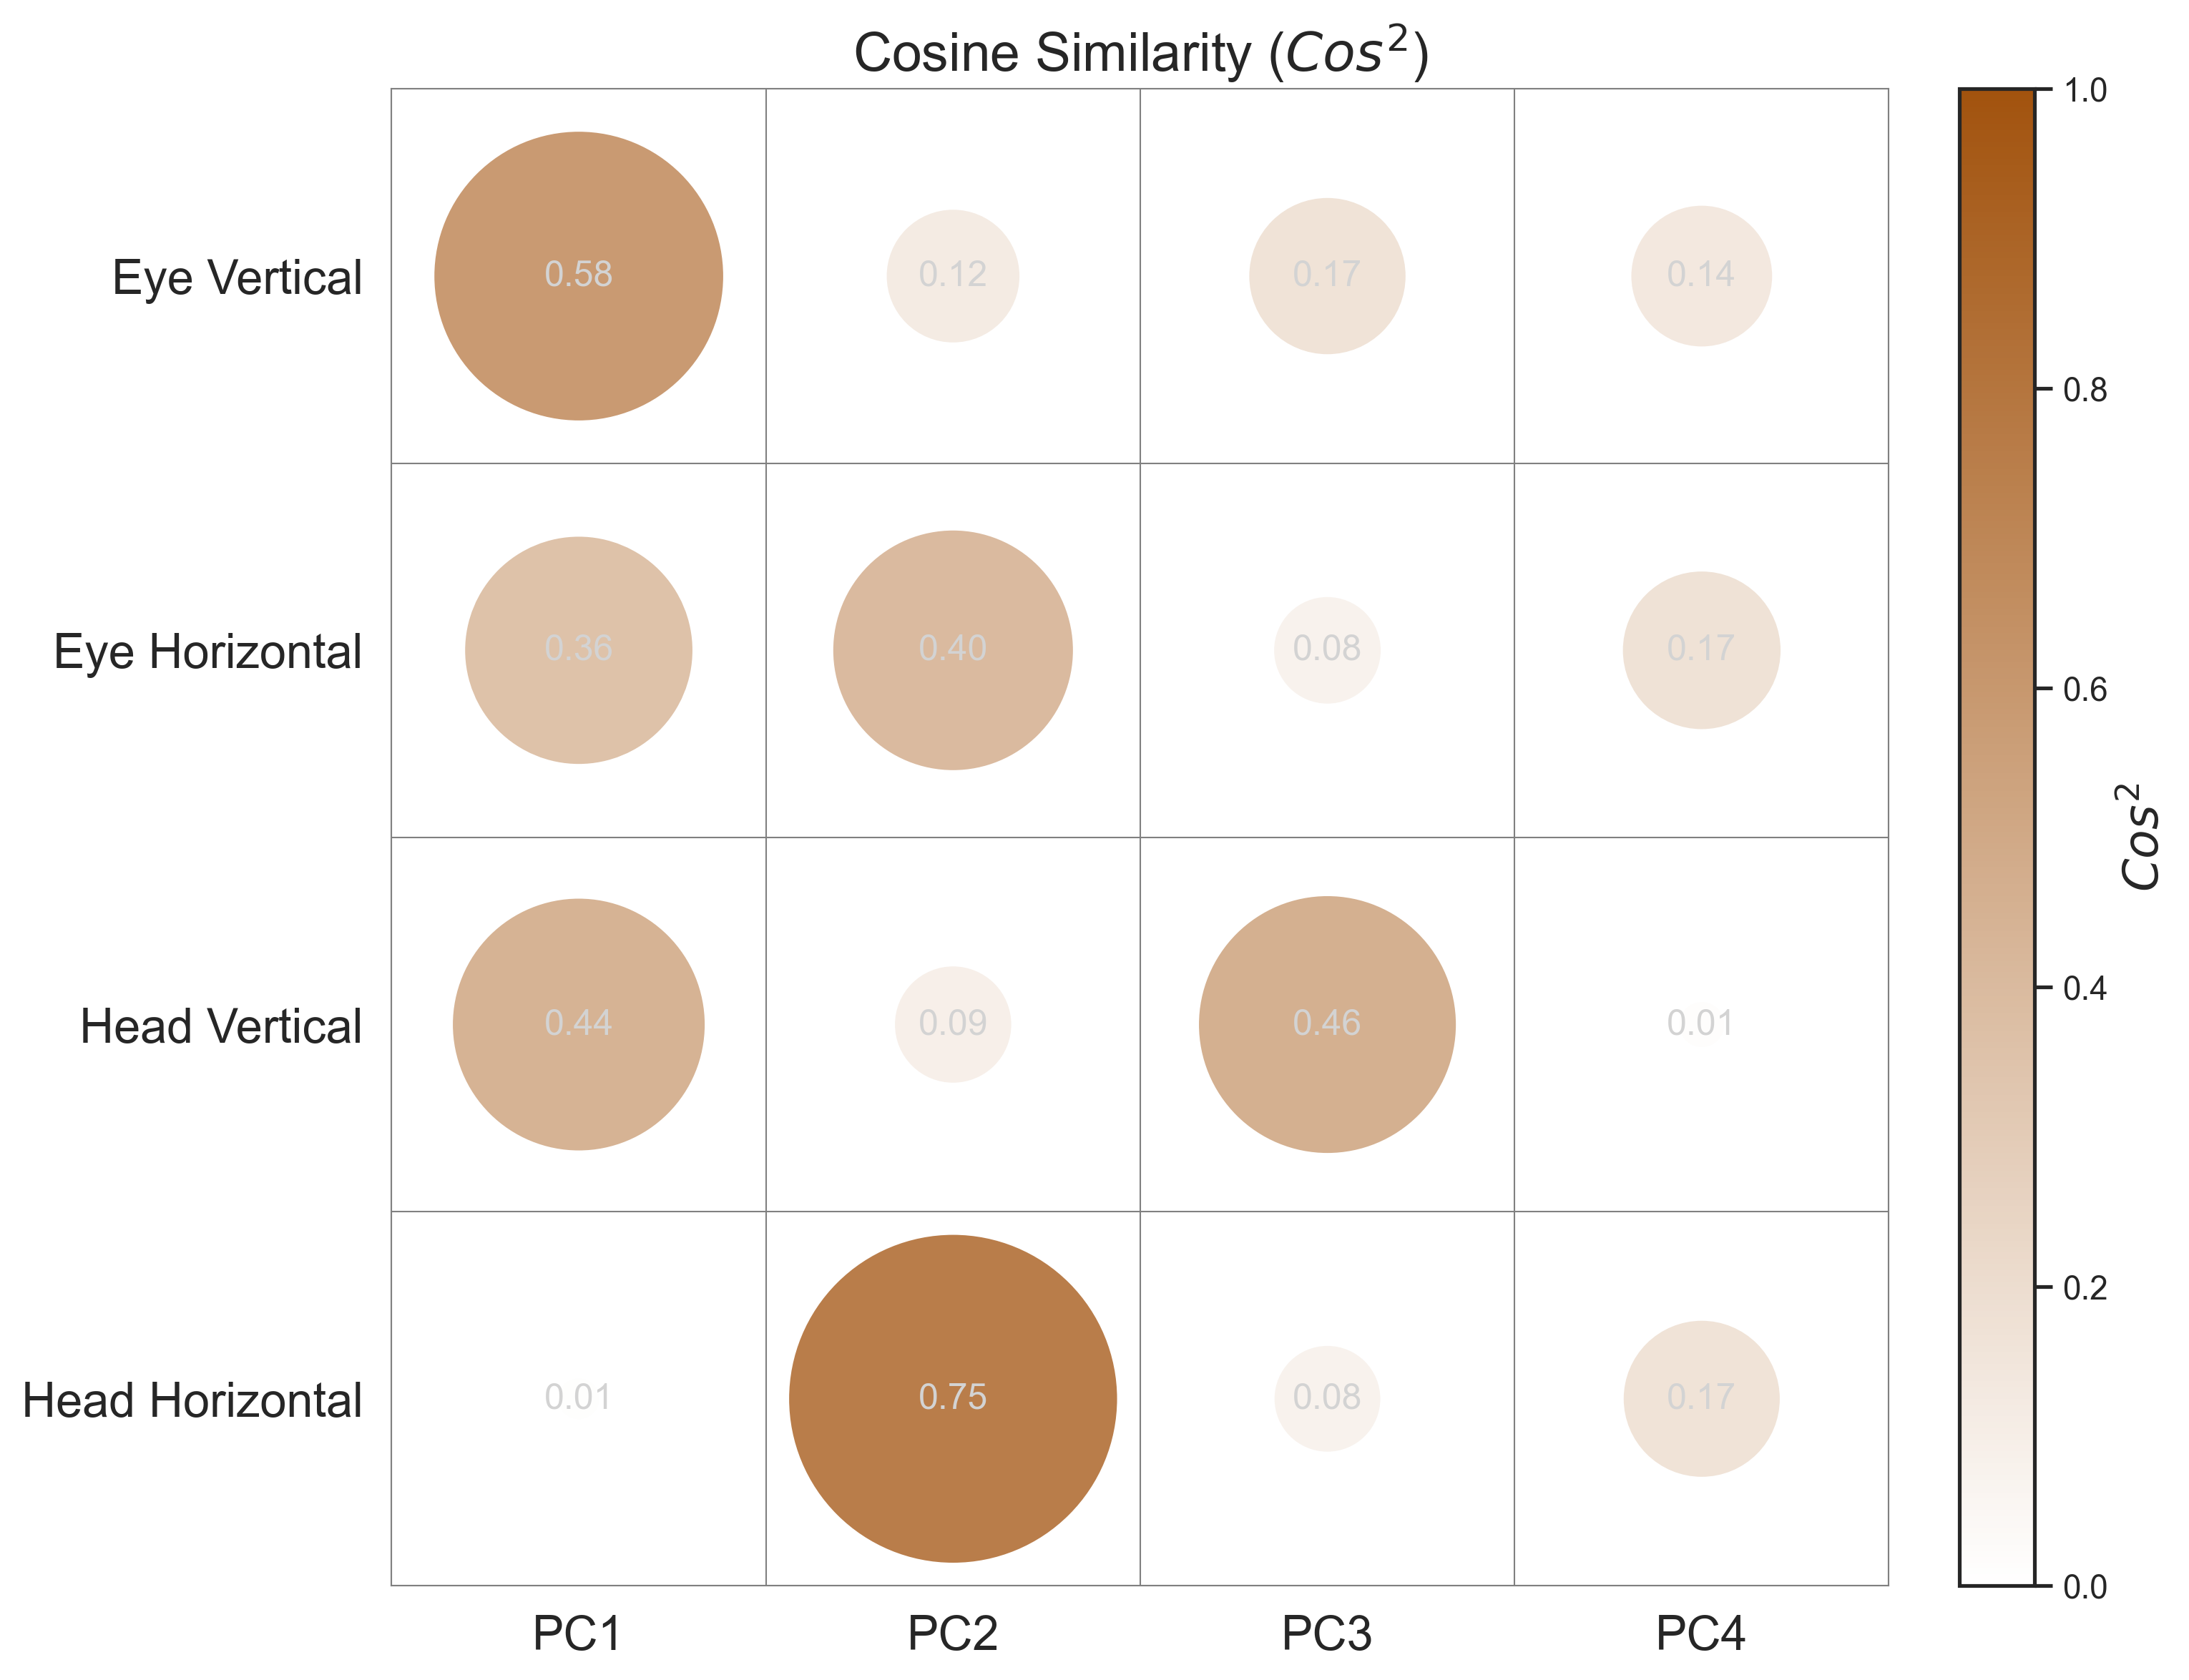 Cosine Similarity (Cos²)
Eye Vertical
0.58
0.12
0.17
0.14
Eye Horizontal
0.36
0.40
0.08
0.17
Head Vertical
0.44
0.09
0.46
0.01
Head Horizontal
0.01
0.75
0.08
0.17
PC1
PC2
PC3
PC4
1.0
0.8
0.6
0.4
0.2
0.0
Cos²